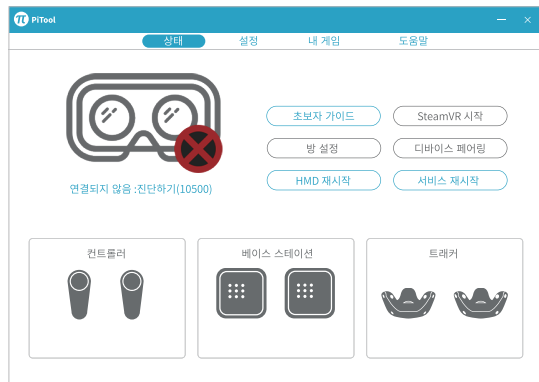 PiTool
상태 설정 내 게임 도움말
초보자 가이드 SteamVR 시작
방 설정 디바이스 페어링
연결되지 않음 :진단하기(10500)
HMD 재시작 서비스 재시작
컨트롤러 베이스 스테이션 트래커